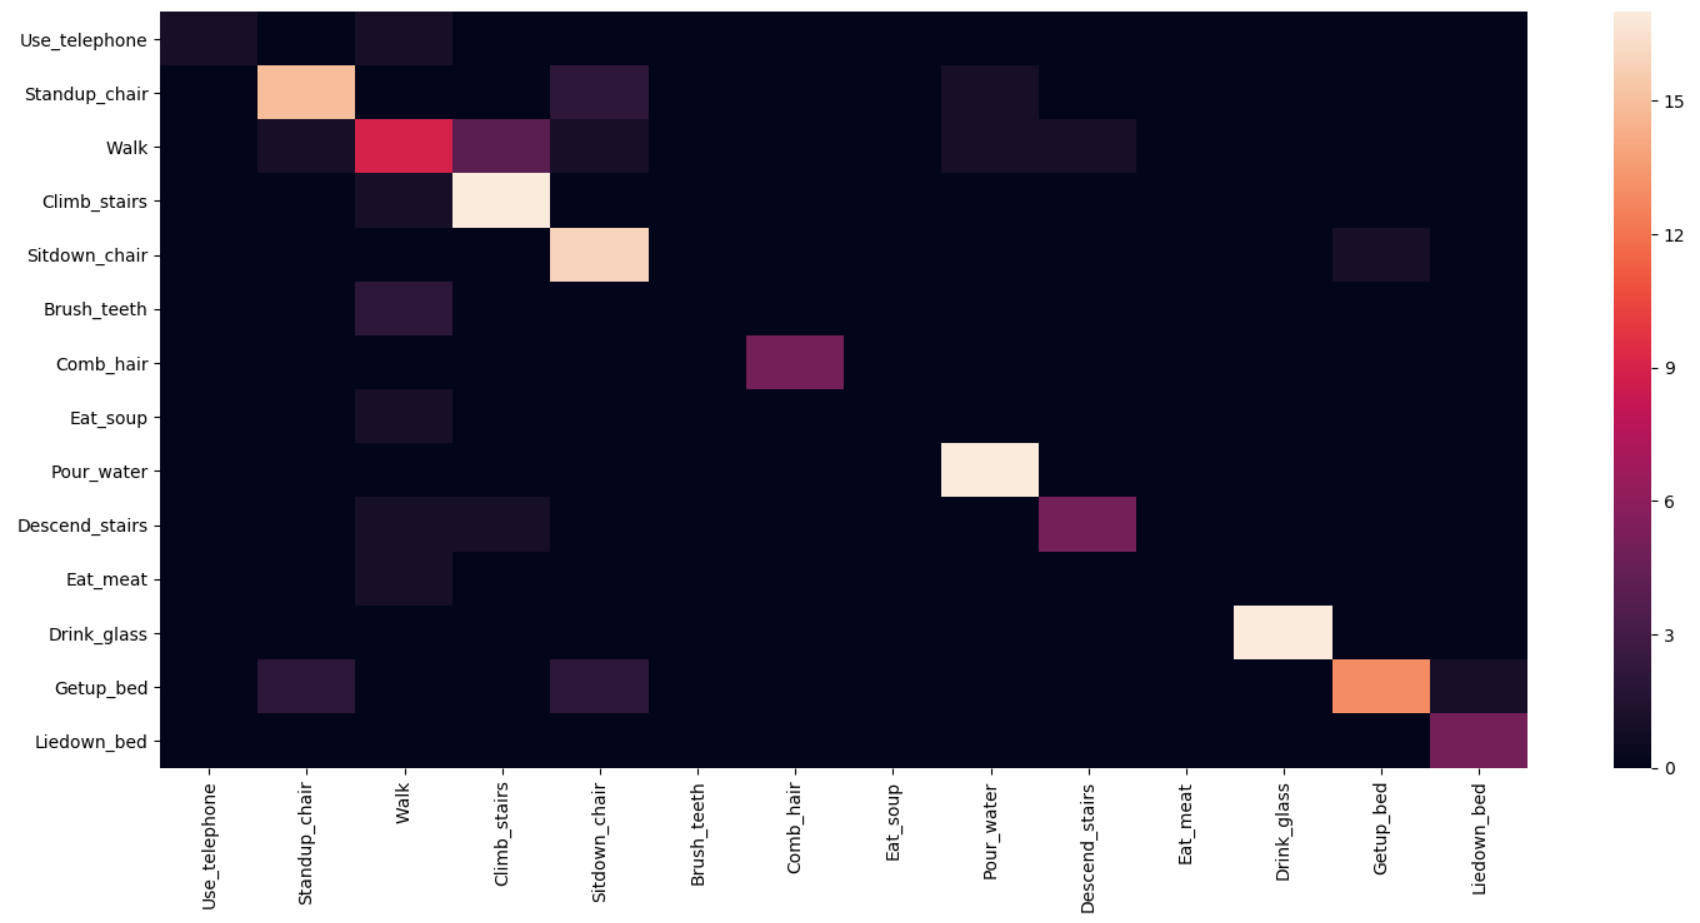 Use_telephone
Standup_chair
Walk
Climb_stairs
Sitdown_chair
Brush_teeth
Comb_hair
Eat_soup
Pour_water
Descend_stairs
Eat_meat
Drink_glass
Getup_bed
Liedown_bed
Use_telephone
Standup_chair
Walk
Climb_stairs
Sitdown_chair
Brush_teeth
Comb_hair
Eat_soup
Pour_water
Descend_stairs
Eat_meat
Drink_glass
Getup_bed
Liedown_bed
15
12
9
6
3
0